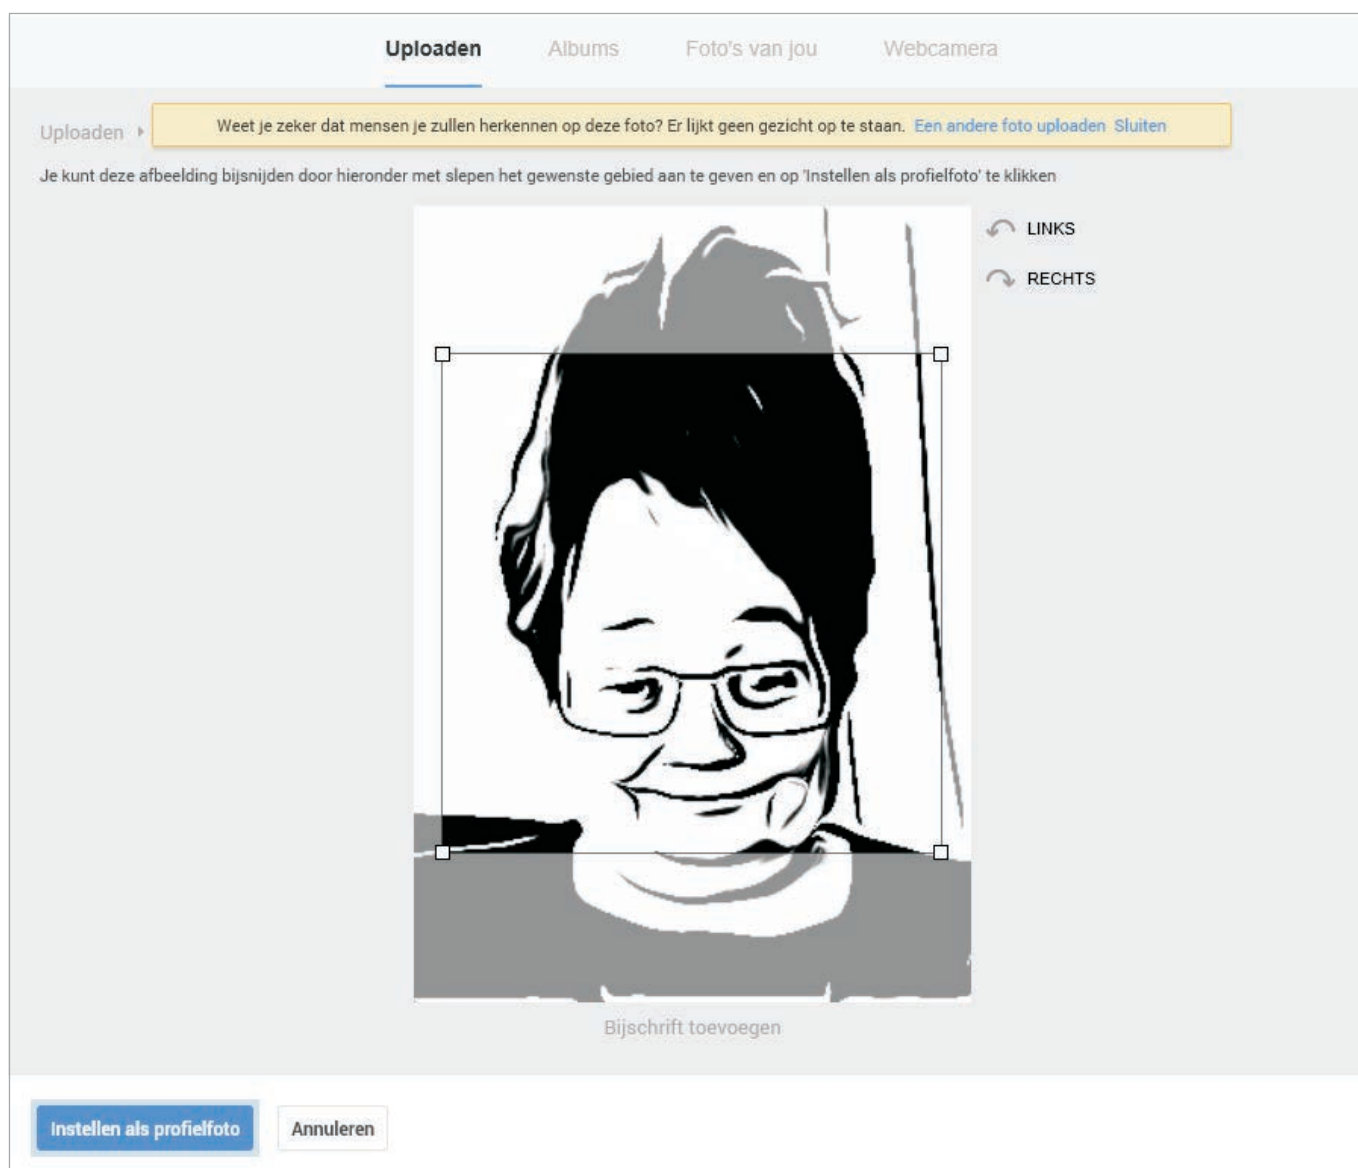 Uploaden Albums Foto's van jou Webcamera
Uploaden
Weet je zeker dat mensen je zullen herkennen op deze foto? Er lijkt geen gezicht op te staan. Een andere foto uploaden Sluiten
Je kunt deze afbeelding bijsnijden door hieronder met slepen het gewenste gebied aan te geven en op 'Instellen als profielfoto' te klikken
LINKS
RECHTS
Bijschrift toevoegen
Instellen als profielfoto Annuleren